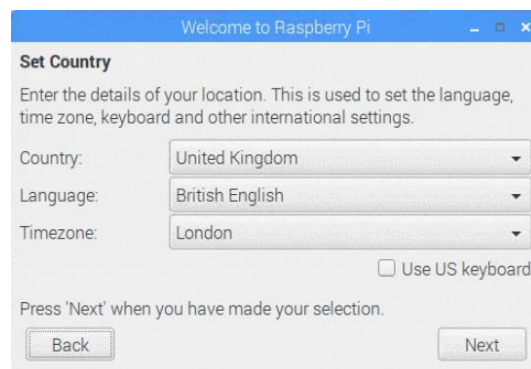 Welcome to Raspberry Pi
Set Country
Enter the details of your location. This is used to set the language,
time zone, keyboard and other international settings.
Country: United Kingdom
Language: British English
Timezone: London
Use US keyboard
Press 'Next' when you have made your selection.
Back Next